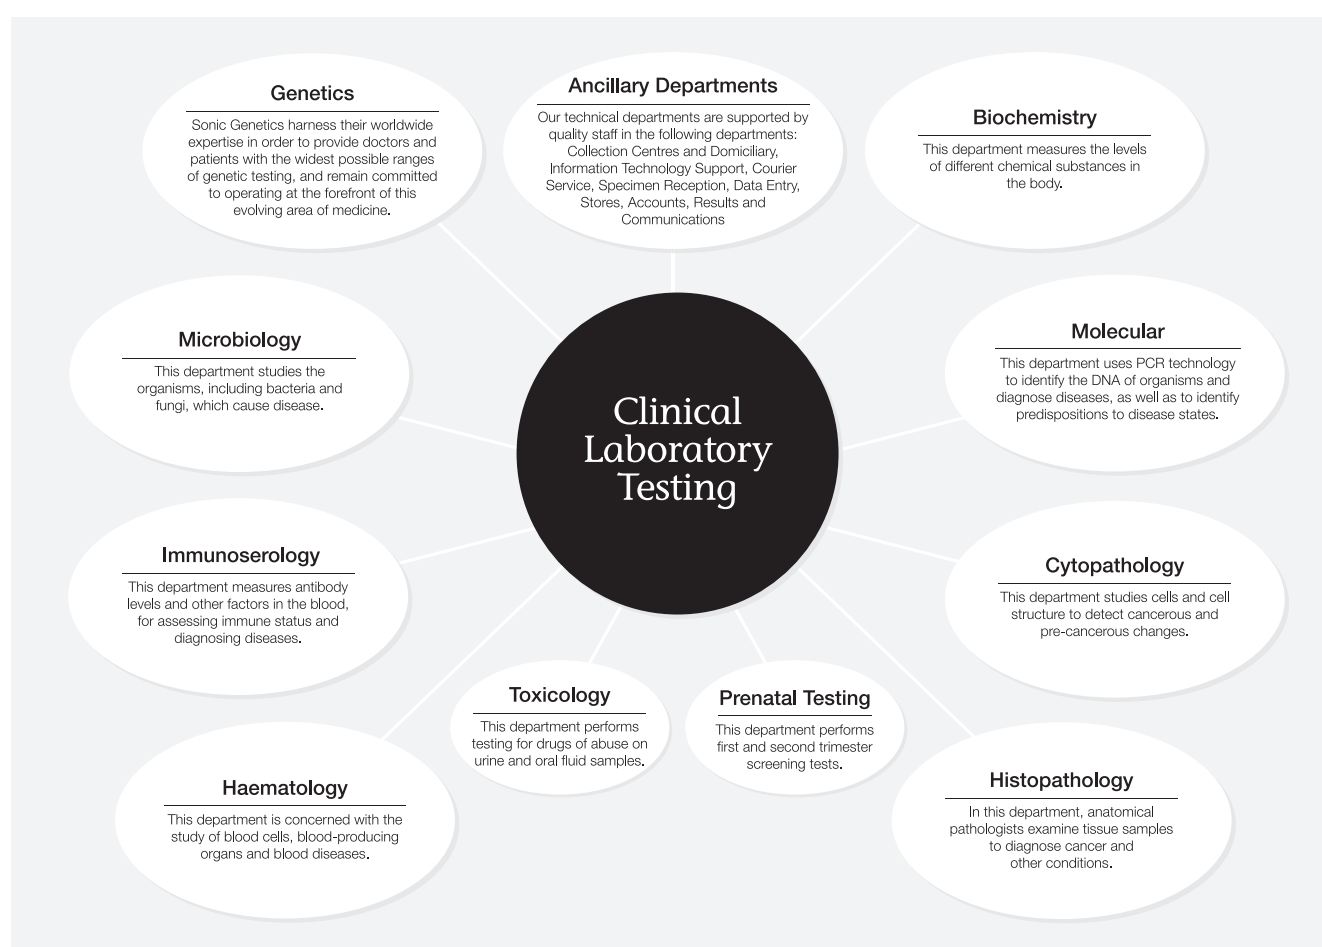 Genetics
Sonic Genetics harness their worldwide
expertise in order to provide doctors and
patients with the widest possible ranges
of genetic testing, and remain committed
to operating at the forefront of this
evolving area of medicine.
Ancillary Departments
Our technical departments are supported by
quality staff in the following departments:
Collection Centres and Domiciliary,
Information Technology Support, Courier
Service, Specimen Reception, Data Entry,
Stores, Accounts, Results and
Communications
Biochemistry
This department measures the levels
of different chemical substances in
the body.
Microbiology
This department studies the
organisms, including bacteria and
fungi, which cause disease.
Clinical
Laboratory
Testing
Molecular
This department uses PCR technology
to identify the DNA of organisms and
diagnose diseases, as well as to identify
predispositions to disease states.
Immunoserology
This department measures antibody
levels and other factors in the blood,
for assessing immune status and
diagnosing diseases.
Cytopathology
This department studies cells and cell
structure to detect cancerous and
pre-cancerous changes.
Toxicology
This department performs
testing for drugs of abuse on
urine and oral fluid samples.
Prenatal Testing
This department performs
first and second trimester
screening tests.
Haematology
This department is concerned with the
study of blood cells, blood-producing
organs and blood diseases.
Histopathology
In this department, anatomical
pathologists examine tissue samples
to diagnose cancer and
other conditions.